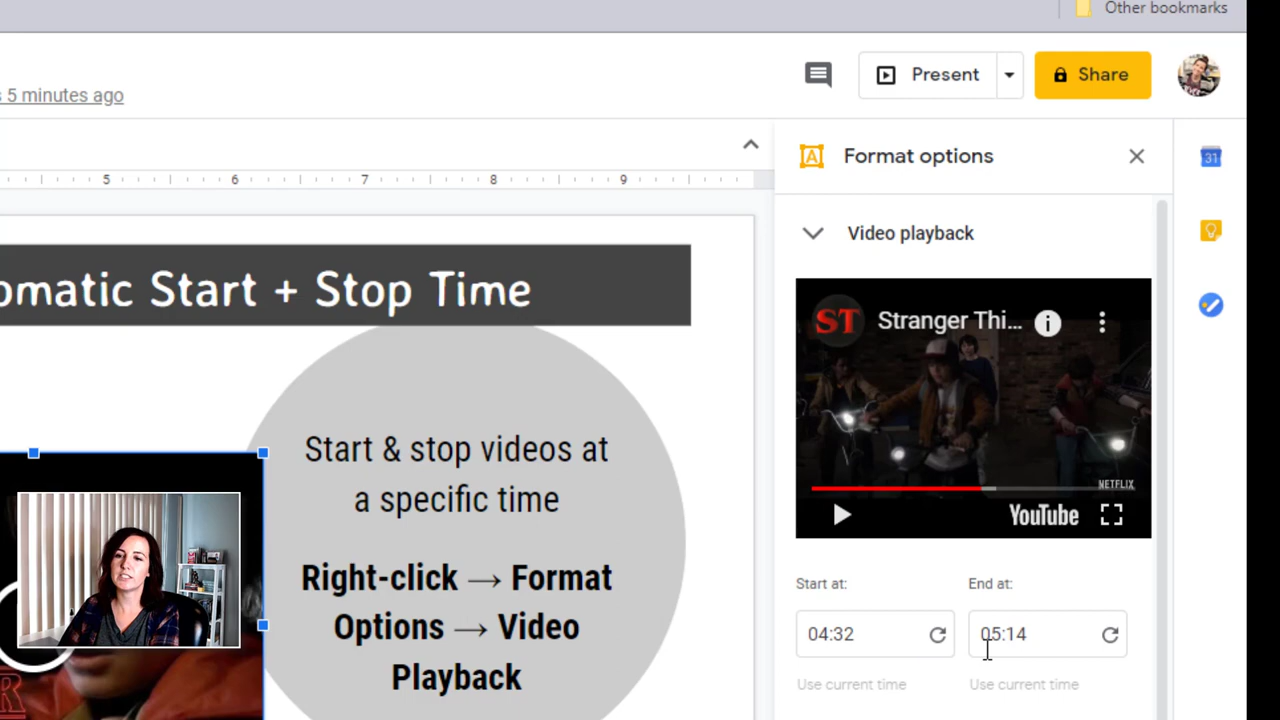 Other bookmarks
Present
Share
s 5 minutes ago
Format options
31
5 6 7 8 9
Video playback
omatic Start + Stop Time
ST Stranger Thi...
Start & stop videos at
a specific time
NETFLIX
YouTube
Right-click → Format
Options → Video
Playback
Start at:
End at:
04:32
05:14
Use current time
Use current time
R